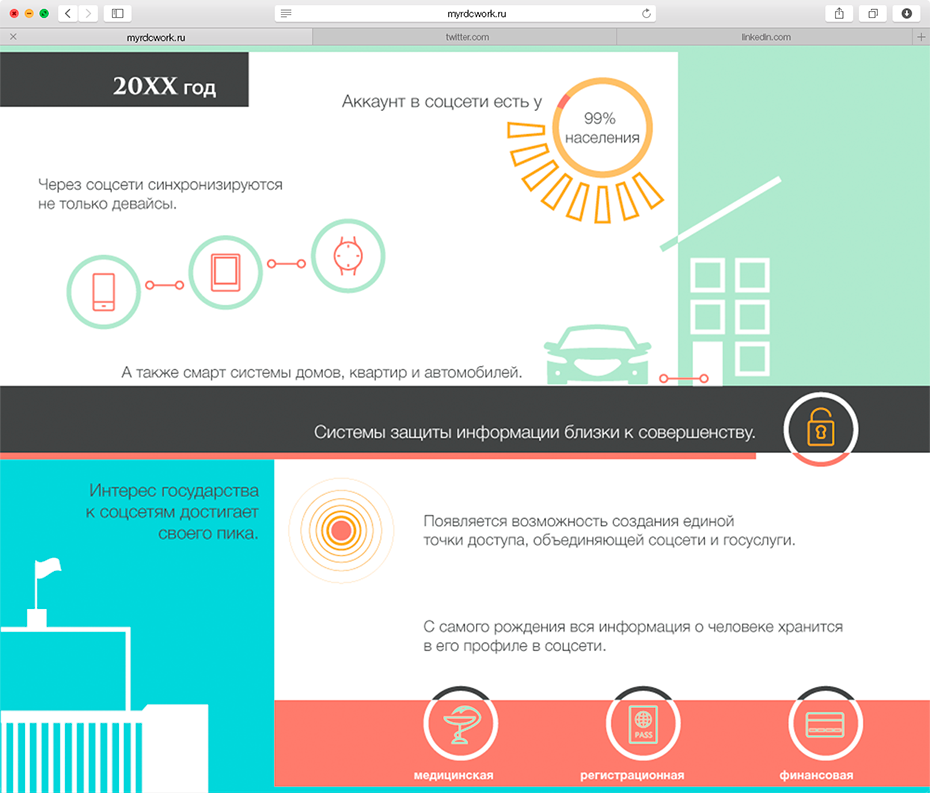 myrdcwork.ru
myrdcwork.ru
twitter.com
linkedin.com
20XX год
Аккаунт в соцсети есть у
99%
населения
Через соцсети синхронизируются
не только девайсы.
А также смарт системы домов, квартир и автомобилей.
Системы защиты информации близки к совершенству.
Интерес государства
к соцсетям достигает
своего пика.
Появляется возможность создания единой
точки доступа, объединяющей соцсети и госуслуги.
С самого рождения вся информация о человеке хранится
в его профиле в соцсети.
PASS
медицинская
регистрационная
финансовая